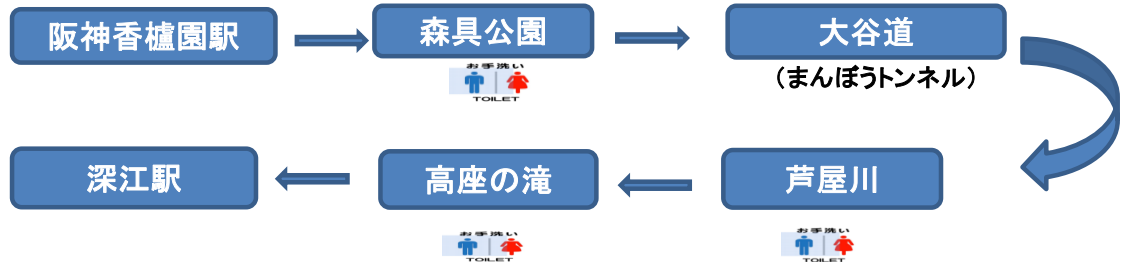 阪神香櫨園駅
森具公園
お手洗い
TOILET
大谷道
（まんぼうトンネル）
芦屋川
お手洗い
TOILET
高座の滝
お手洗い
TOILET
深江駅